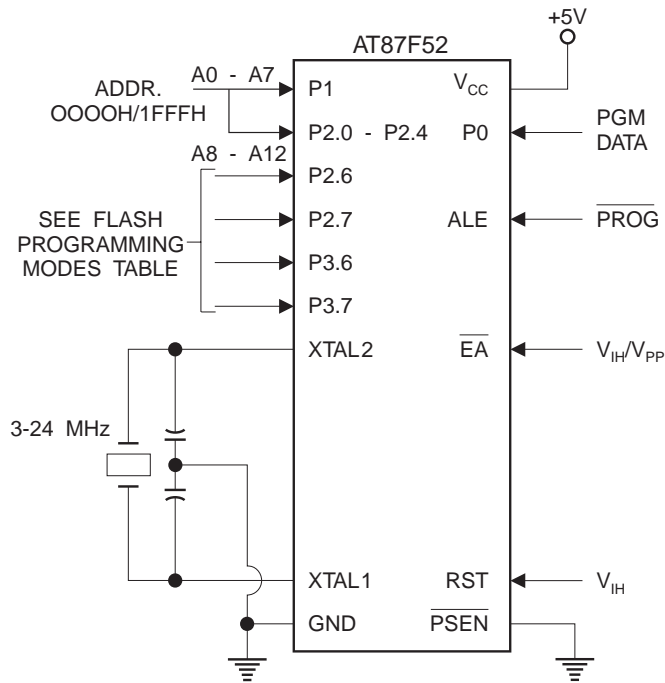 +5V
AT87F52
A0 - A7
ADDR.
OOOOH/1FFFH
P1
VCC
P2.0 - P2.4
P0
PGM
DATA
A8 - A12
P2.6
SEE FLASH
PROGRAMMING
MODES TABLE
P2.7
ALE
PROG
P3.6
P3.7
XTAL2
EA
VIH/VPP
3-24 MHz
XTAL1
RST
VIH
GND
PSEN